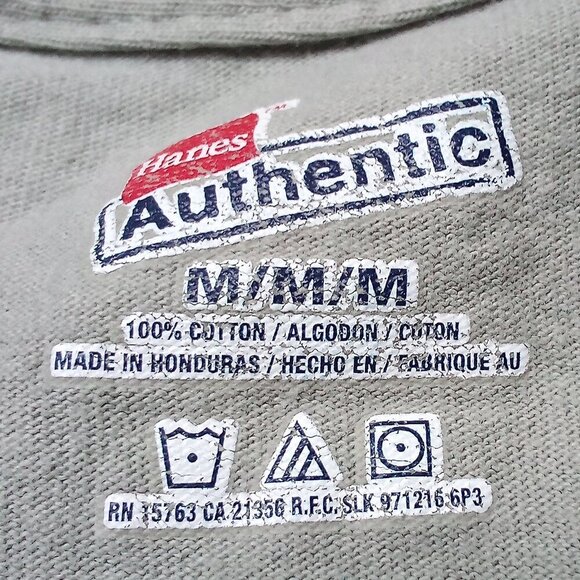 Hanes TM
Authentic
M/M/M
100% COTTON / ALGODON / COTON
MADE IN HONDURAS / HECHO EN / FABRIQUE AU
RN 15763 CA 21356 R.F.C. SLK 971216 6P3